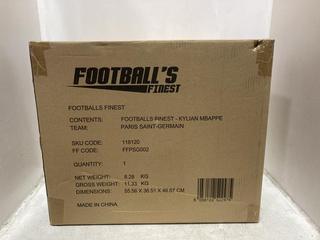 FOOTBALL'S
FINEST
FOOTBALLS FINEST
CONTENTS: FOOTBALLS FINEST - KYLIAN MBAPPE
TEAM: PARIS SAINT-GERMAIN
SKU CODE: 118120
FF CODE: FFPSG002
QUANTITY: 1
NET WEIGHT: 8.28 KG
GROSS WEIGHT: 11.33 KG
DIMENSIONS: 55.56 X 36.51 X 46.57 CM
MADE IN CHINA